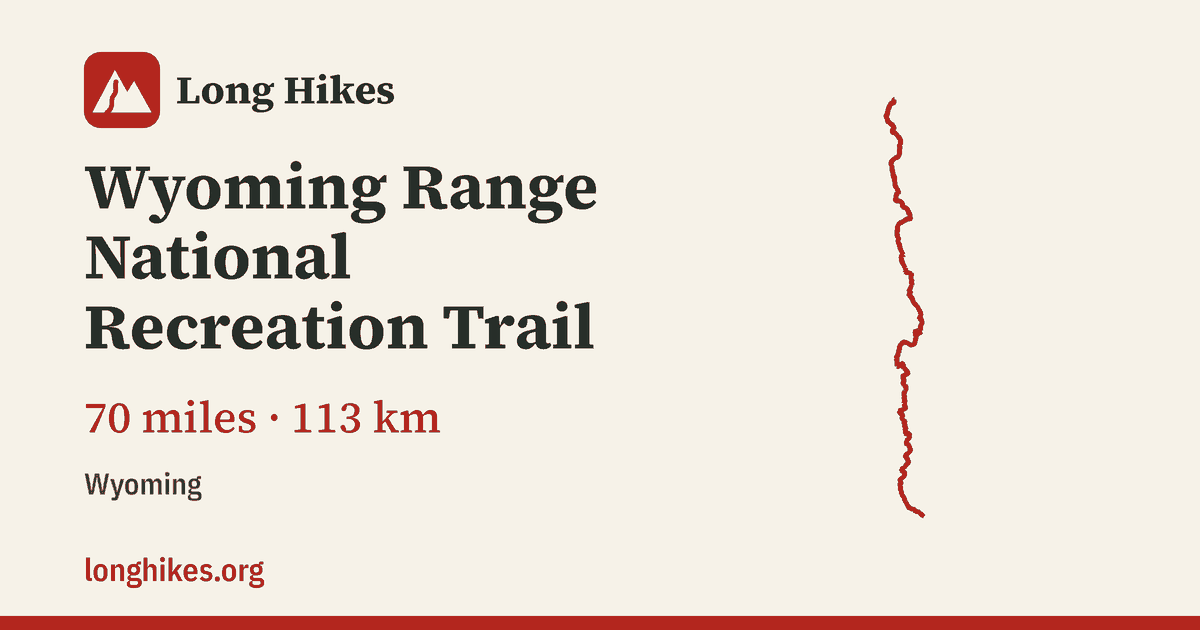 Long Hikes
Wyoming Range
National
Recreation Trail
70 miles · 113 km
Wyoming
longhikes.org